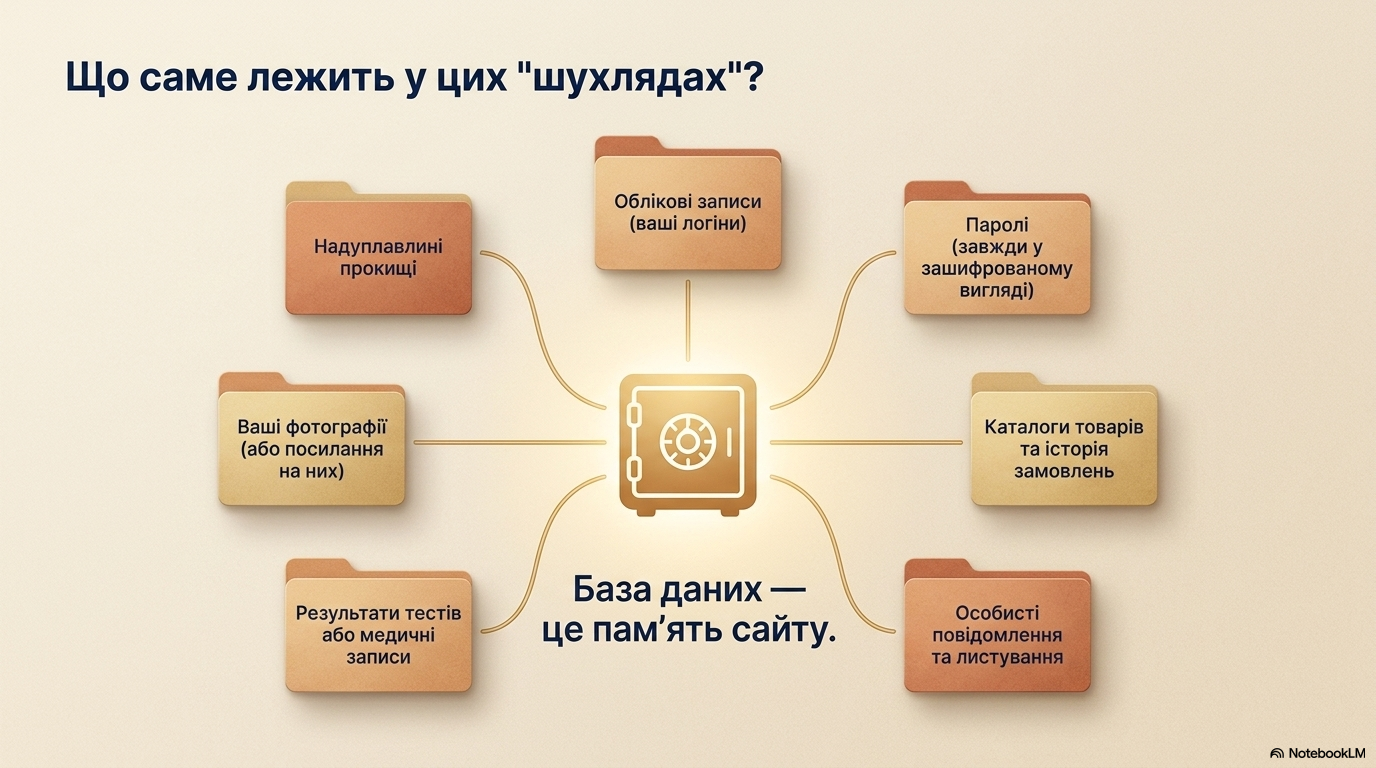 Що саме лежить у цих "шухлядах"?
Облікові записи
(ваші логіни)
Надуплавлині
прокищі
Паролі
(завжди у
зашифрованому
вигляді)
Ваші фотографії
(або посилання
на них)
Каталоги товарів
та історія
замовлень
Результати тестів
або медичні
записи
База даних —
це пам’ять сайту.
Особисті
повідомлення
та листування
NotebookLM